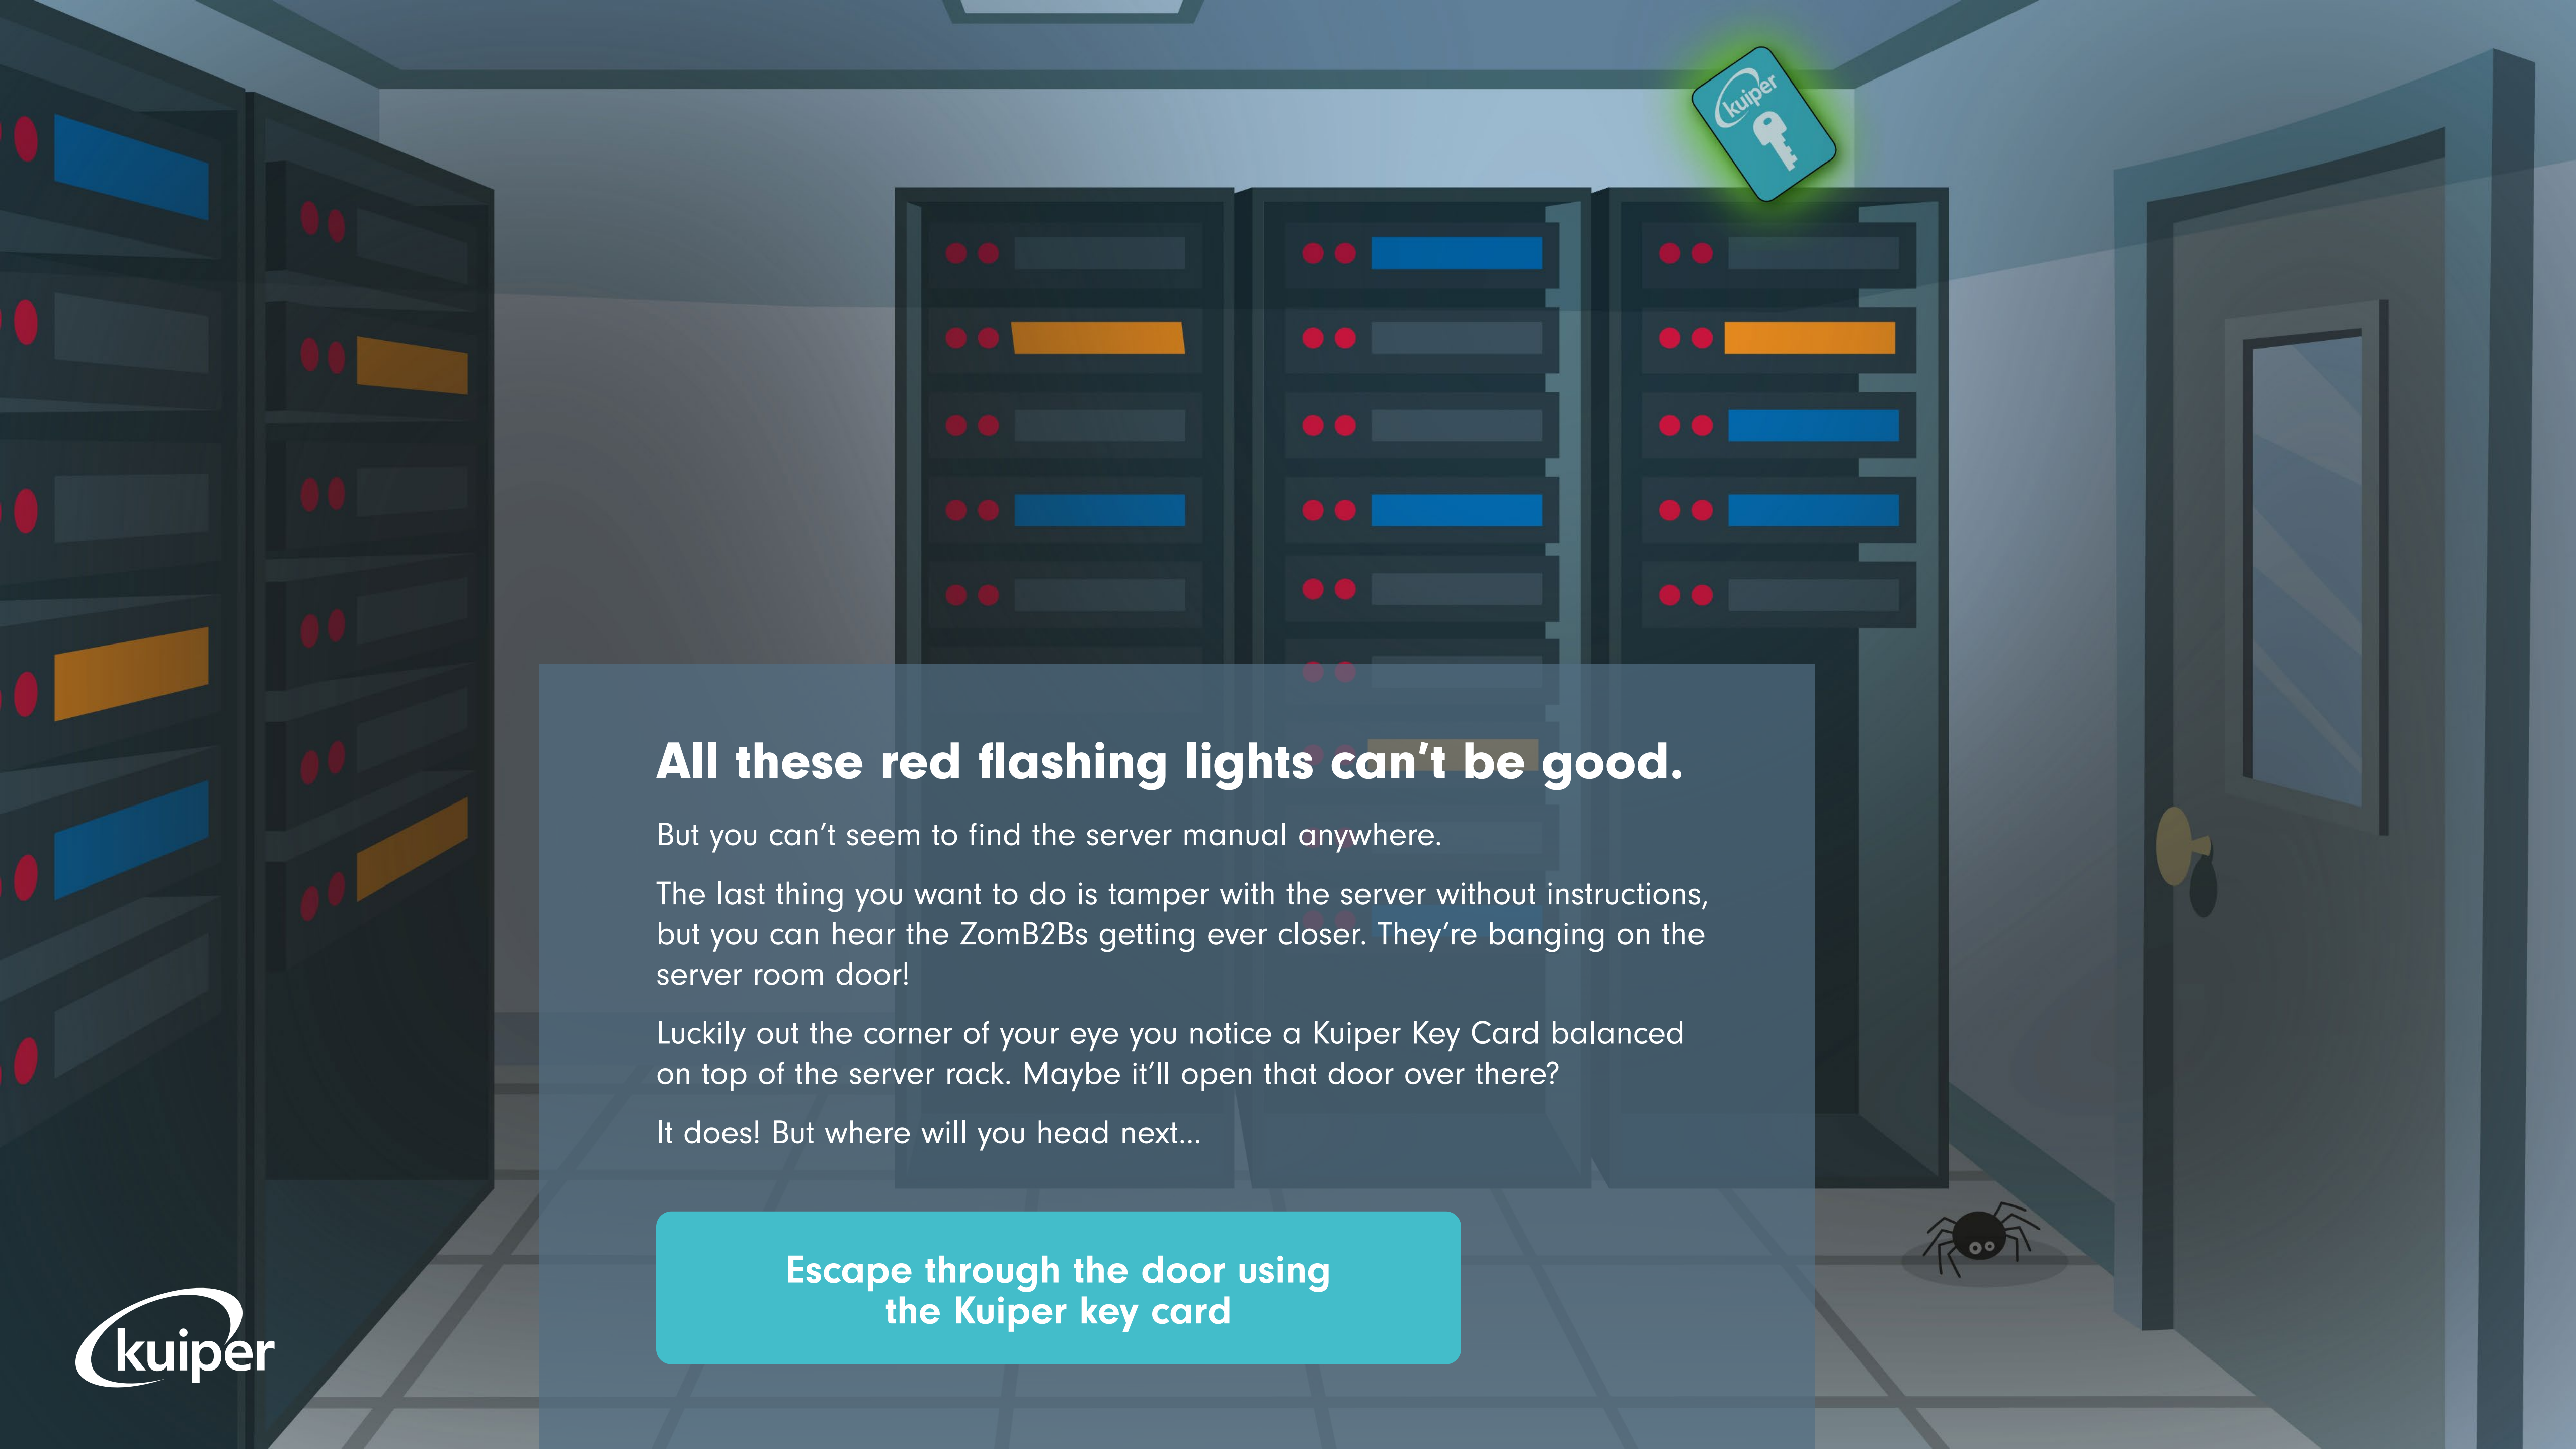 kuiper
All these red flashing lights can’t be good.
But you can’t seem to find the server manual anywhere.
The last thing you want to do is tamper with the server without instructions,
but you can hear the ZomB2Bs getting ever closer. They’re banging on the
server room door!
Luckily out the corner of your eye you notice a Kuiper Key Card balanced
on top of the server rack. Maybe it’ll open that door over there?
It does! But where will you head next...
Escape through the door using
the Kuiper key card
kuiper